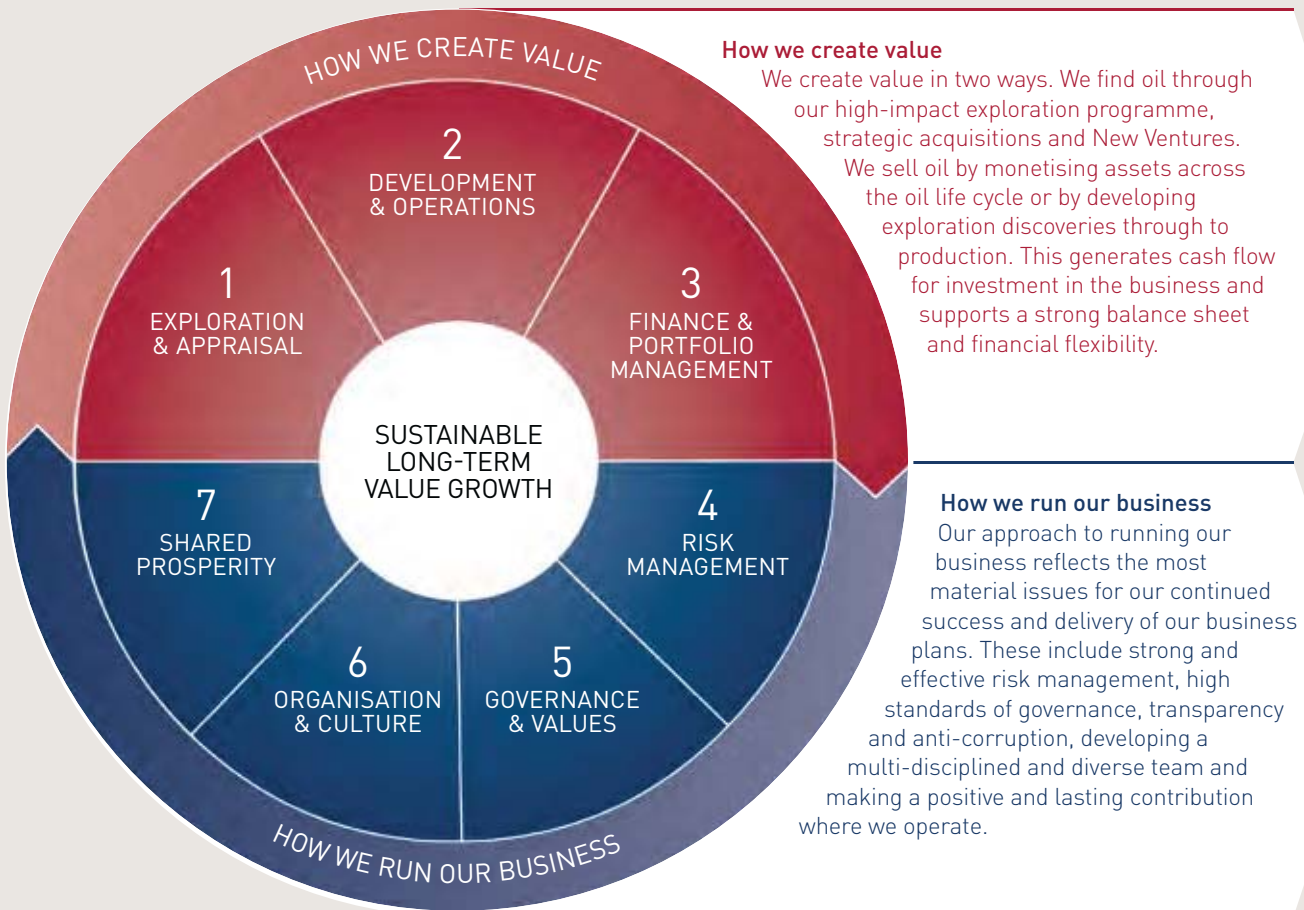 HOW WE CREATE VALUE
1
EXPLORATION
& APPRAISAL
2
DEVELOPMENT
& OPERATIONS
3
FINANCE &
PORTFOLIO
MANAGEMENT
SUSTAINABLE
LONG-TERM
VALUE GROWTH
4
RISK
MANAGEMENT
5
GOVERNANCE
& VALUES
6
ORGANISATION
& CULTURE
7
SHARED
PROSPERITY
HOW WE RUN OUR BUSINESS
How we create value
We create value in two ways. We find oil through
our high-impact exploration programme,
strategic acquisitions and New Ventures.
We sell oil by monetising assets across
the oil life cycle or by developing
exploration discoveries through to
production. This generates cash flow
for investment in the business and
supports a strong balance sheet
and financial flexibility.
How we run our business
Our approach to running our
business reflects the most
material issues for our continued
success and delivery of our business
plans. These include strong and
effective risk management, high
standards of governance, transparency
and anti-corruption, developing a
multi-disciplined and diverse team and
making a positive and lasting contribution
where we operate.